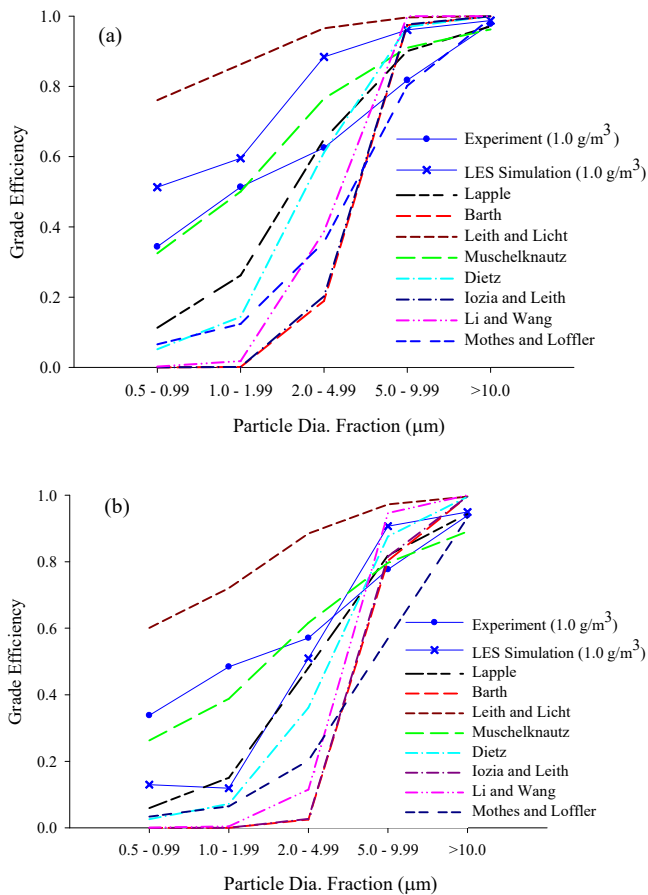 (a)
Grade Efficiency
1.0
0.8
0.6
0.4
0.2
0.0
Experiment (1.0 g/m³)
LES Simulation (1.0 g/m³)
Lapple
Barth
Leith and Licht
Muschelknautz
Dietz
Iozia and Leith
Li and Wang
Mothes and Loffler
0.5 - 0.99 1.0 - 1.99 2.0 - 4.99 5.0 - 9.99 >10.0
Particle Dia. Fraction (μm)
(b)
Grade Efficiency
1.0
0.8
0.6
0.4
0.2
0.0
Experiment (1.0 g/m³)
LES Simulation (1.0 g/m³)
Lapple
Barth
Leith and Licht
Muschelknautz
Dietz
Iozia and Leith
Li and Wang
Mothes and Loffler
0.5 - 0.99 1.0 - 1.99 2.0 - 4.99 5.0 - 9.99 >10.0
Particle Dia. Fraction (μm)